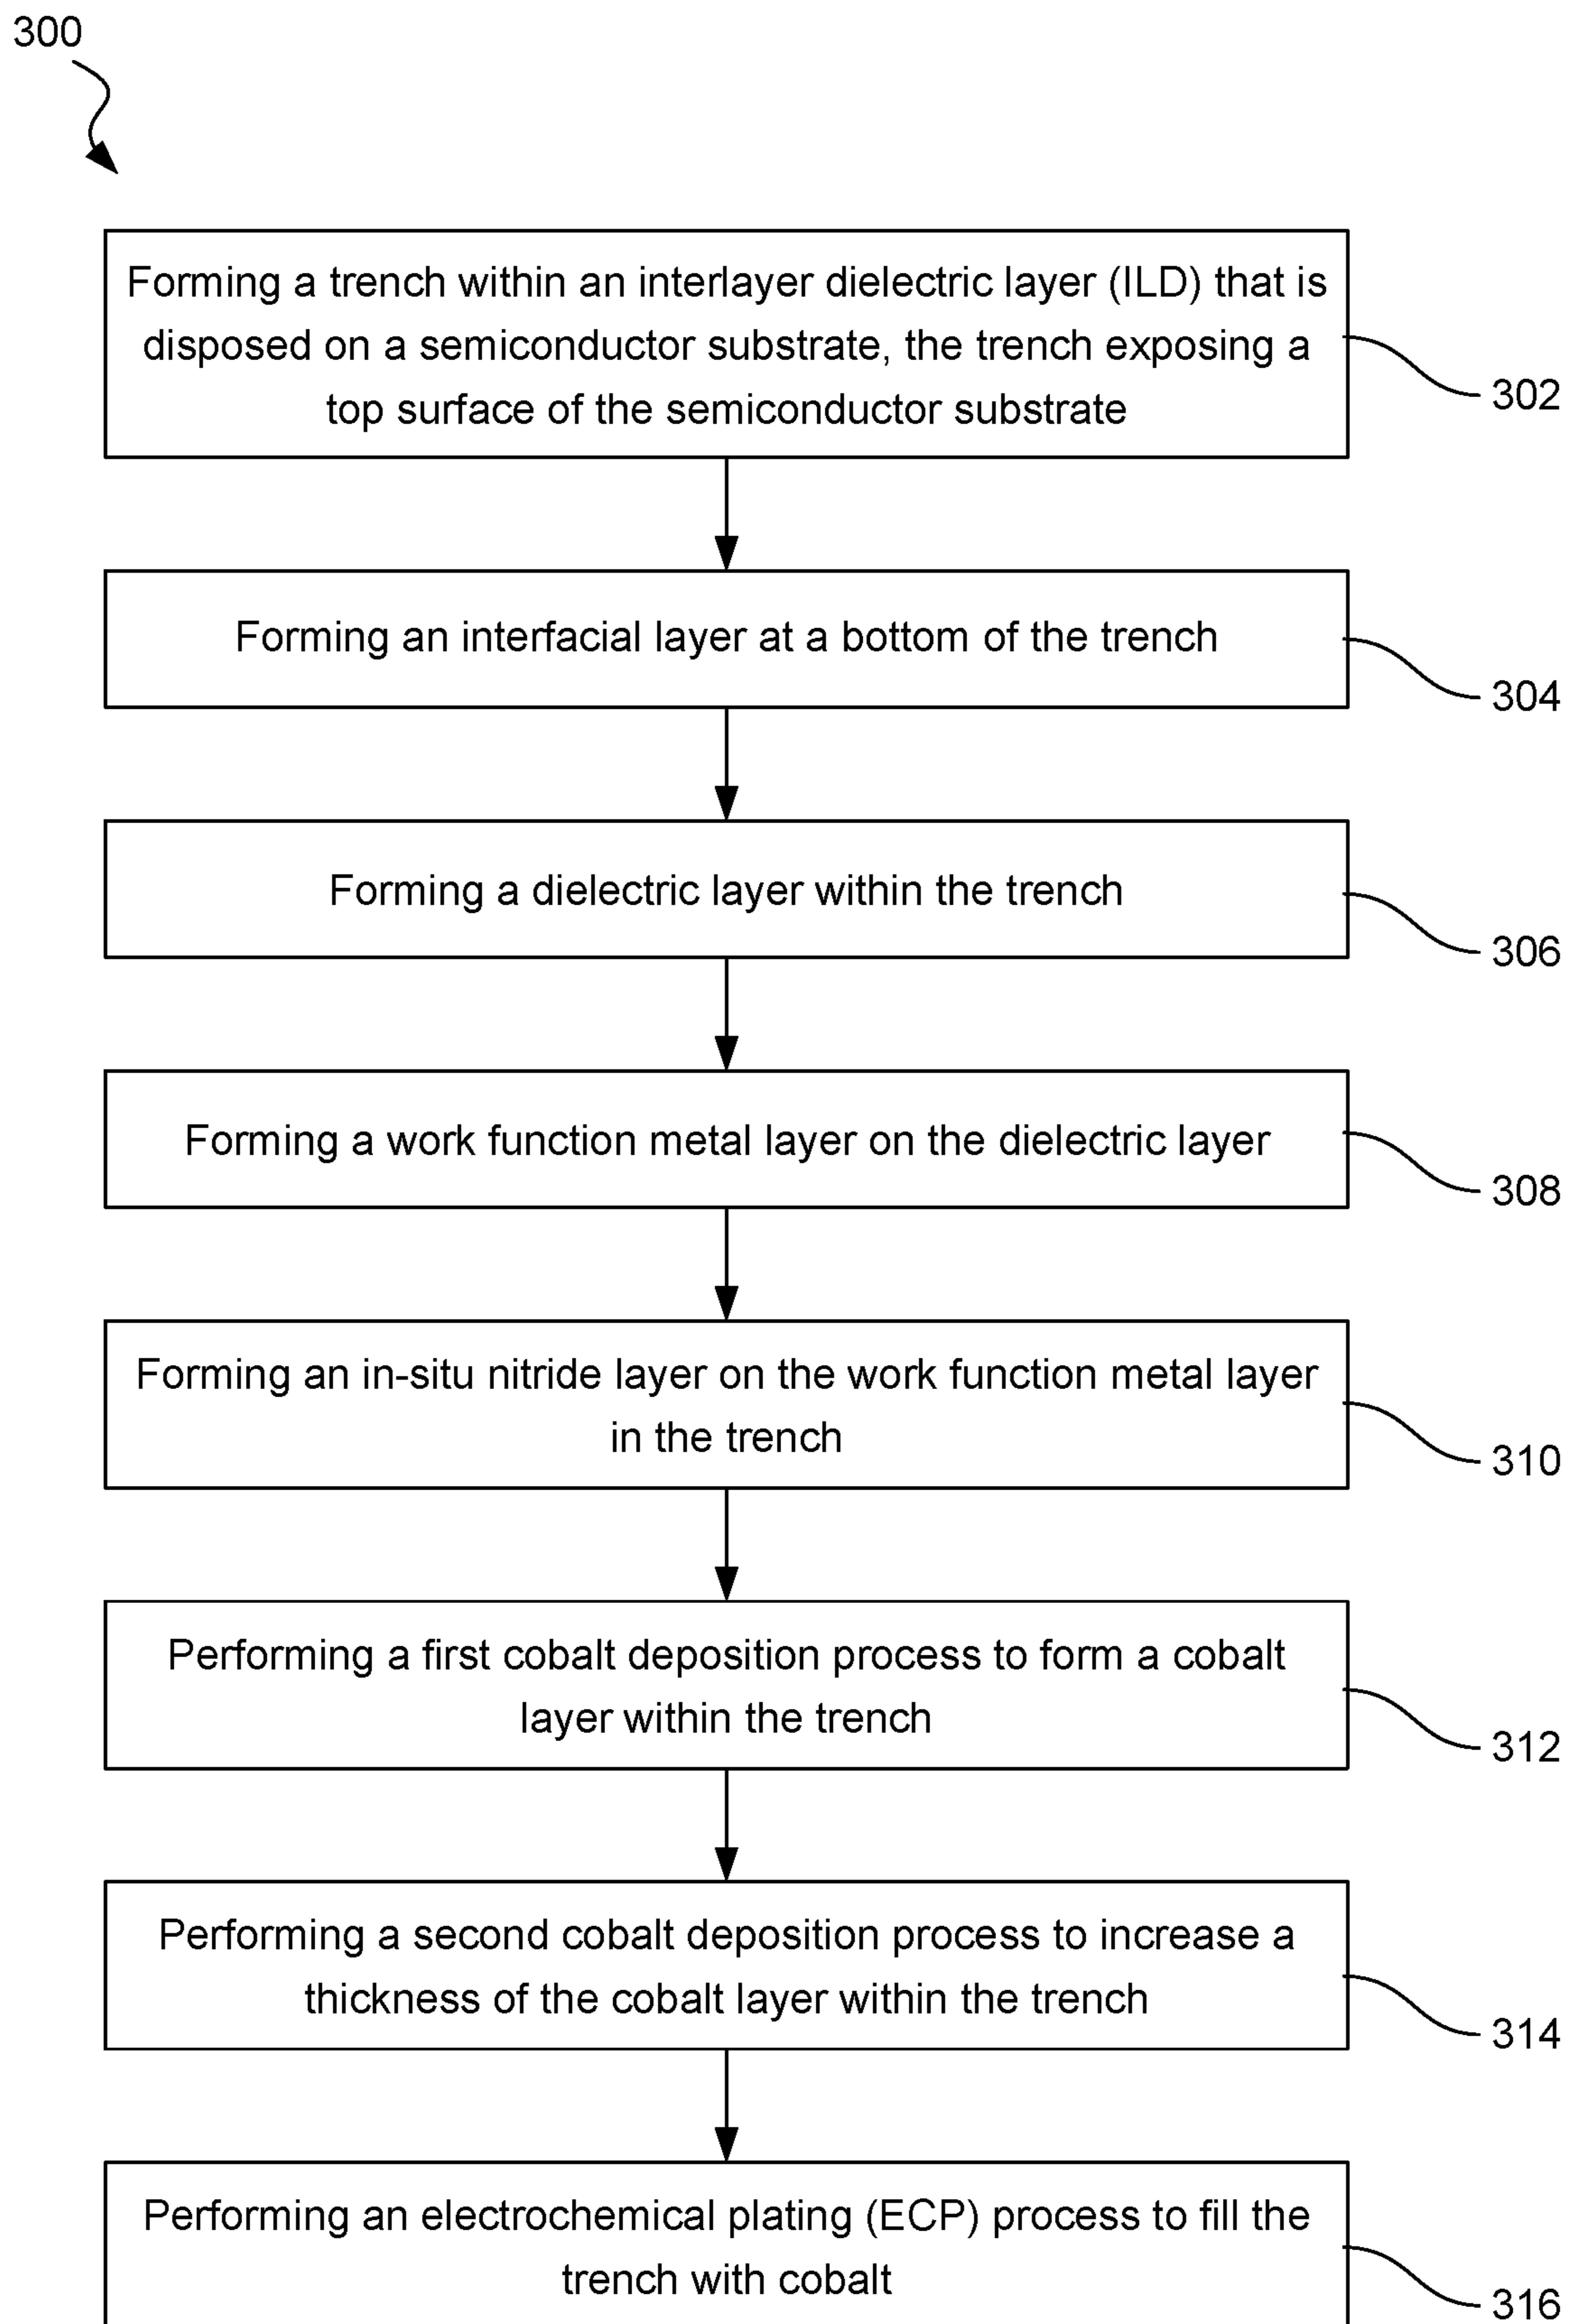 300
Forming a trench within an interlayer dielectric layer (ILD) that is
disposed on a semiconductor substrate, the trench exposing a
top surface of the semiconductor substrate
302
Forming an interfacial layer at a bottom of the trench
304
Forming a dielectric layer within the trench
306
Forming a work function metal layer on the dielectric layer
308
Forming an in-situ nitride layer on the work function metal layer
in the trench
310
Performing a first cobalt deposition process to form a cobalt
layer within the trench
312
Performing a second cobalt deposition process to increase a
thickness of the cobalt layer within the trench
314
Performing an electrochemical plating (ECP) process to fill the
trench with cobalt
316